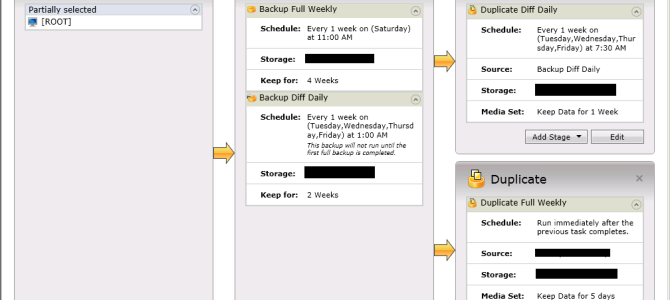 Partially selected
[ROOT]
Backup Full Weekly
Schedule: Every 1 week on (Saturday)
at 11:00 AM
Storage:
Keep for: 4 Weeks
Backup Diff Daily
Schedule: Every 1 week on
(Tuesday,Wednesday,Thursd
ay,Friday) at 1:00 AM
This backup will not run until the
first full backup is completed.
Storage:
Keep for: 2 Weeks
Duplicate Diff Daily
Schedule: Every 1 week on
(Tuesday,Wednesday,Thur
sday,Friday) at 7:30 AM
Source: Backup Diff Daily
Storage:
Media Set: Keep Data for 1 Week
Add Stage Edit
Duplicate
Duplicate Full Weekly
Schedule: Run immediately after the
previous task completes.
Source:
Storage:
Media Set: Keep Data for 5 days